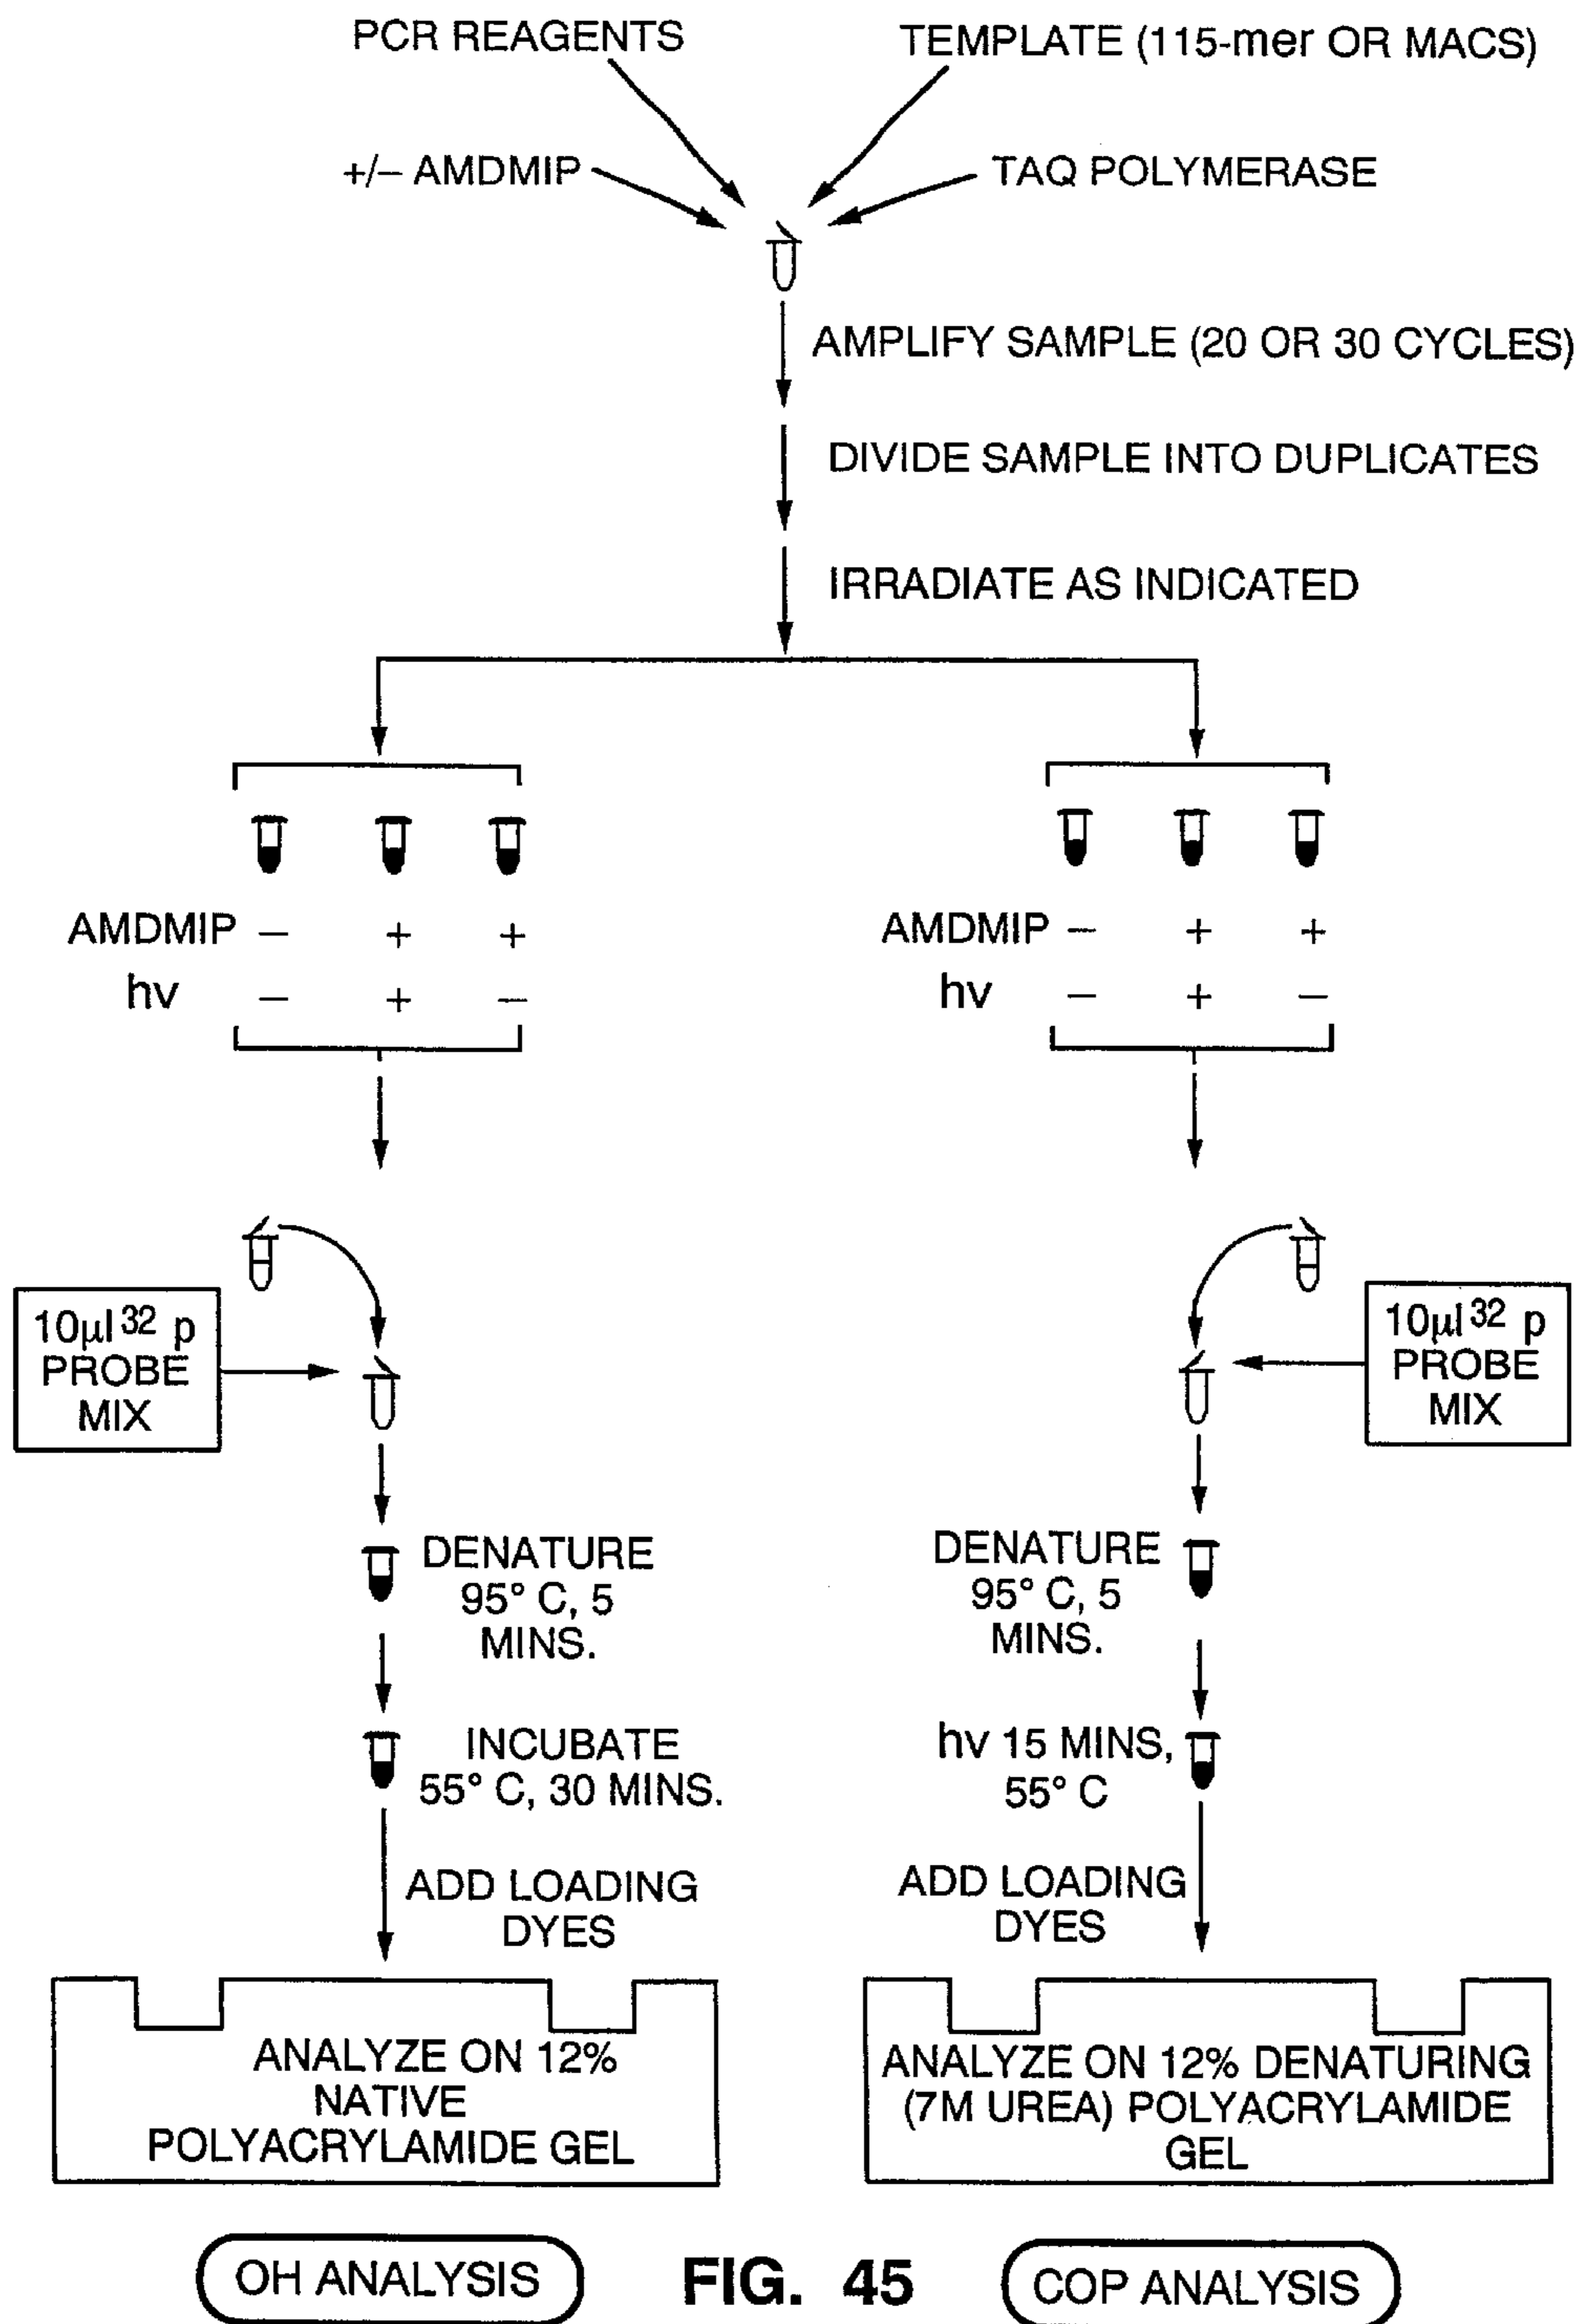 PCR REAGENTS
TEMPLATE (115-mer OR MACS)
+/– AMDMIP
TAQ POLYMERASE
AMPLIFY SAMPLE (20 OR 30 CYCLES)
DIVIDE SAMPLE INTO DUPLICATES
IRRADIATE AS INDICATED
AMDMIP – + +
hν – + –
AMDMIP – + +
hν – + –
10μl 32 p
PROBE
MIX
10μl 32 p
PROBE
MIX
DENATURE
95° C, 5
MINS.
DENATURE
95° C, 5
MINS.
INCUBATE
55° C, 30 MINS.
hν 15 MINS,
55° C
ADD LOADING
DYES
ADD LOADING
DYES
ANALYZE ON 12%
NATIVE
POLYACRYLAMIDE GEL
ANALYZE ON 12% DENATURING
(7M UREA) POLYACRYLAMIDE
GEL
OH ANALYSIS
FIG. 45
COP ANALYSIS